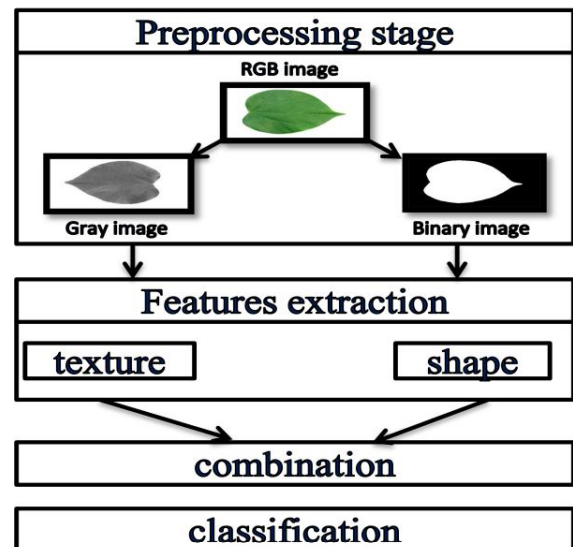 Preprocessing stage
RGB image
Gray image
Binary image
Features extraction
texture
shape
combination
classification